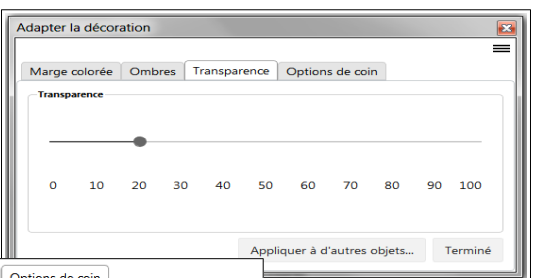 Adapter la décoration
Marge colorée Ombres Transparence Options de coin
Transparence
0 10 20 30 40 50 60 70 80 90 100
Appliquer à d'autres objets... Terminé
Options de coin